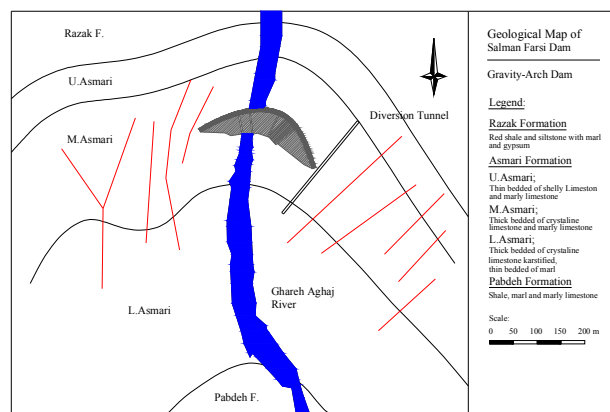 Razak F.
U.Asmari
M.Asmari
Diversion Tunnel
Ghareh Aghaj
River
L.Asmari
Pabdeh F.
Geological Map of
Salman Farsi Dam
Gravity-Arch Dam
Legend:
Razak Formation
Red shale and siltstone with marl
and gypsum
Asmari Formation
U.Asmari;
Thin bedded of shelly Limeston
and marly limestone
M.Asmari;
Thick bedded of crystaline
limestone and marly limestone
L.Asmari;
Thick bedded of crystaline
limestone karstified,
thin bedded of marl
Pabdeh Formation
Shale, marl and marly limestone
Scale:
0 50 100 150 200 m